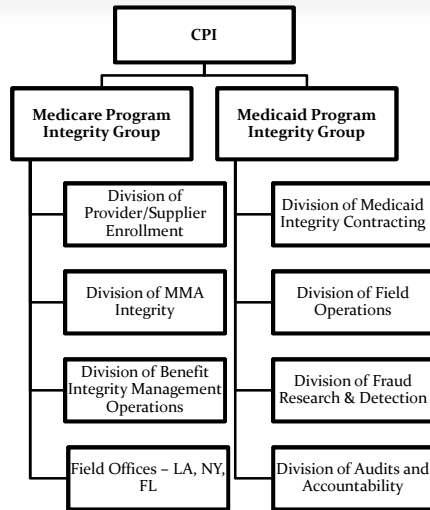 CPI
Medicare Program
Integrity Group
Medicaid Program
Integrity Group
Division of
Provider/Supplier
Enrollment
Division of MMA
Integrity
Division of Benefit
Integrity Management
Operations
Field Offices – LA, NY,
FL
Division of Medicaid
Integrity Contracting
Division of Field
Operations
Division of Fraud
Research & Detection
Division of Audits and
Accountability